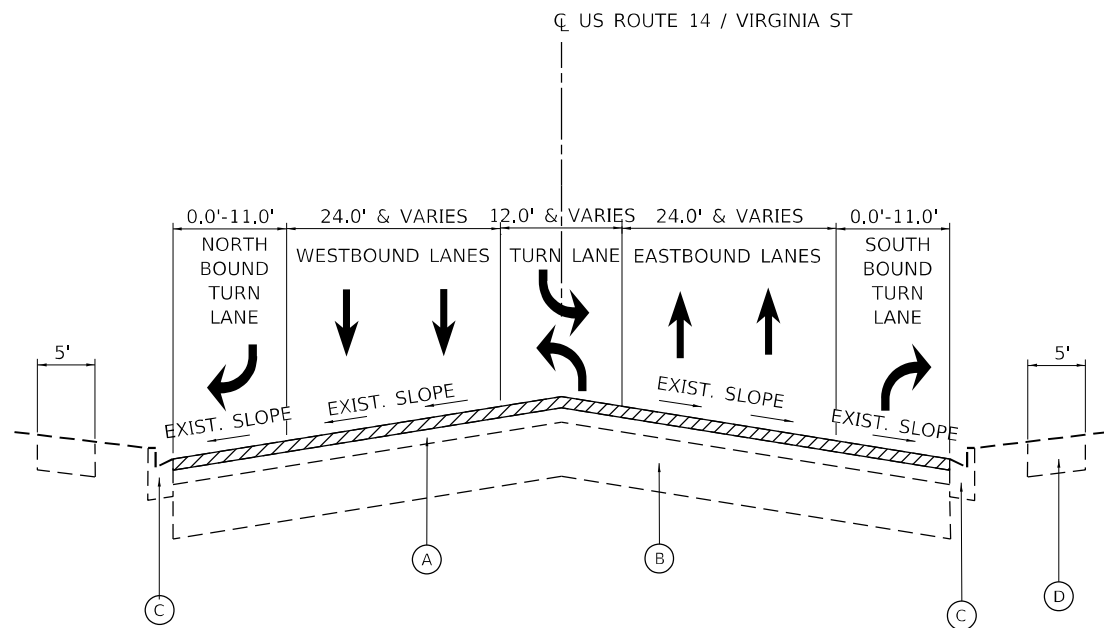 ℄ US ROUTE 14 / VIRGINIA ST
0.0'-11.0'
24.0' & VARIES
12.0' & VARIES
24.0' & VARIES
0.0'-11.0'
NORTH
BOUND
TURN
LANE
WESTBOUND LANES
TURN LANE
EASTBOUND LANES
SOUTH
BOUND
TURN
LANE
5'
5'
EXIST. SLOPE
EXIST. SLOPE
EXIST. SLOPE
EXIST. SLOPE
A
B
C
C
D